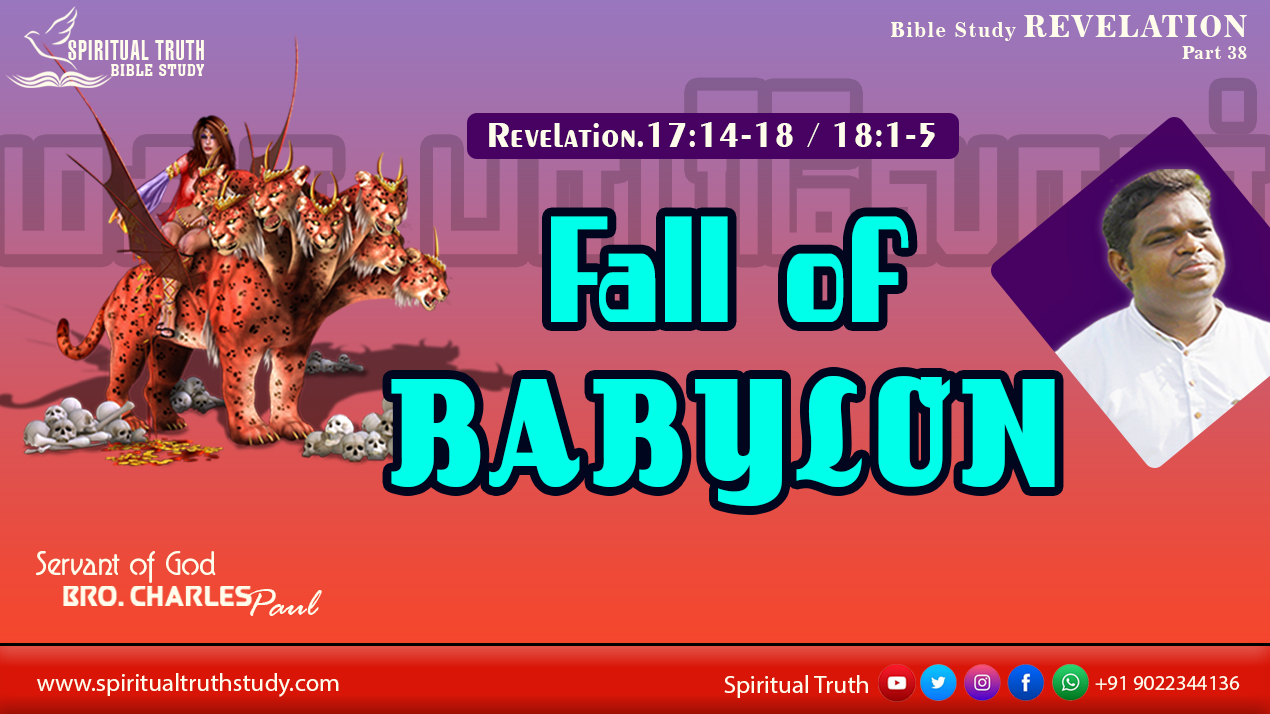 SPIRITUAL TRUTH
BIBLE STUDY
Bible Study REVELATION
Part 38
Revelation.17:14-18 / 18:1-5
Fall of
BABYLON
Servant of God
BRO. CHARLES Paul
www.spiritualtruthstudy.com
Spiritual Truth
+91 9022344136